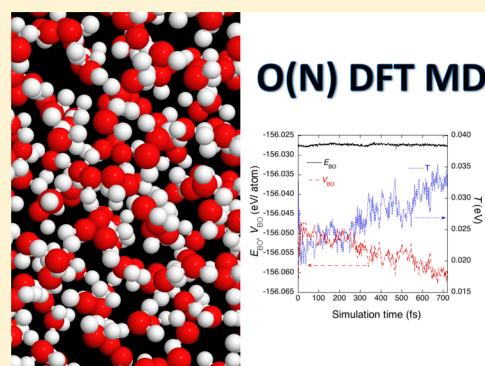 O(N) DFT MD
E_BO, V_BO (eV/ atom)
-156.025
-156.030
-156.040
-156.045
-156.050
-156.055
-156.060
-156.065
E_BO
V_BO
T
0.040
0.035
0.030
0.025
0.020
0.015
T (eV)
0 100 200 300 400 500 600 700
Simulation time (fs)